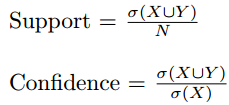 Support = σ(X∪Y)/N
Confidence = σ(X∪Y)/σ(X)